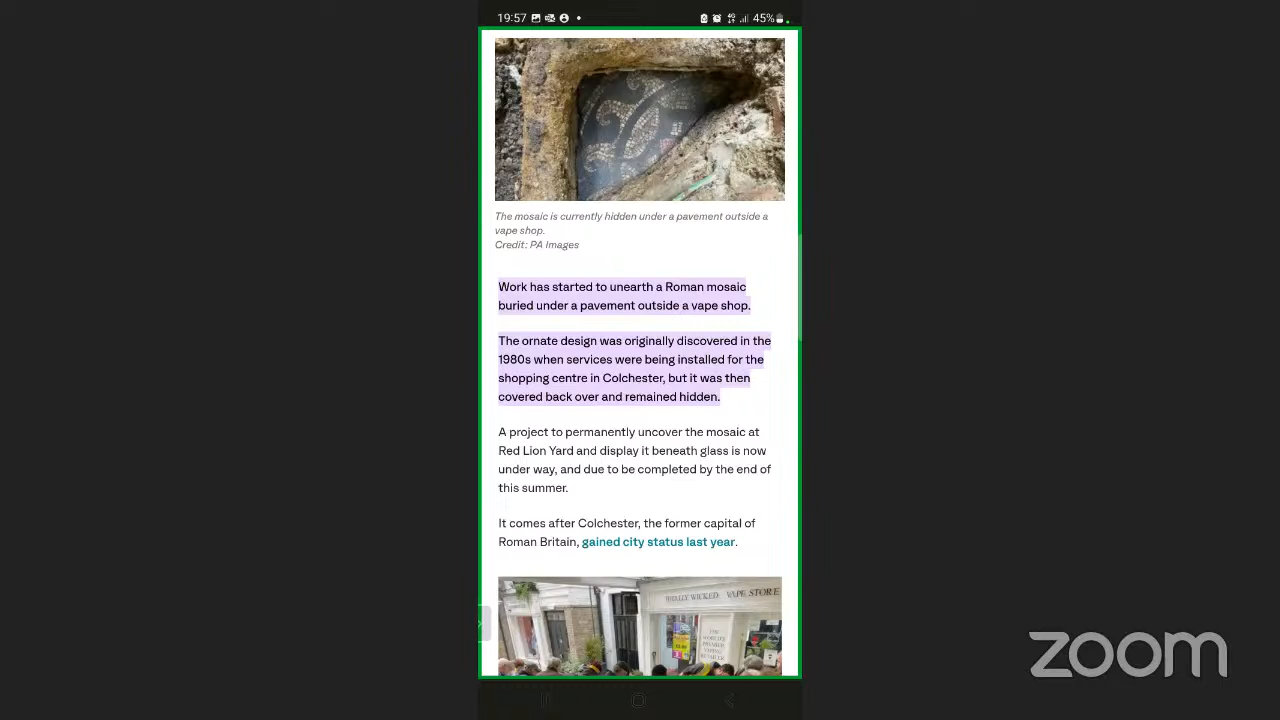 19:57
45%
The mosaic is currently hidden under a pavement outside a
vape shop.
Credit: PA Images
Work has started to unearth a Roman mosaic
buried under a pavement outside a vape shop.
The ornate design was originally discovered in the
1980s when services were being installed for the
shopping centre in Colchester, but it was then
covered back over and remained hidden.
A project to permanently uncover the mosaic at
Red Lion Yard and display it beneath glass is now
under way, and due to be completed by the end of
this summer.
It comes after Colchester, the former capital of
Roman Britain, gained city status last year.
WICKED VAPE STORE
zoom